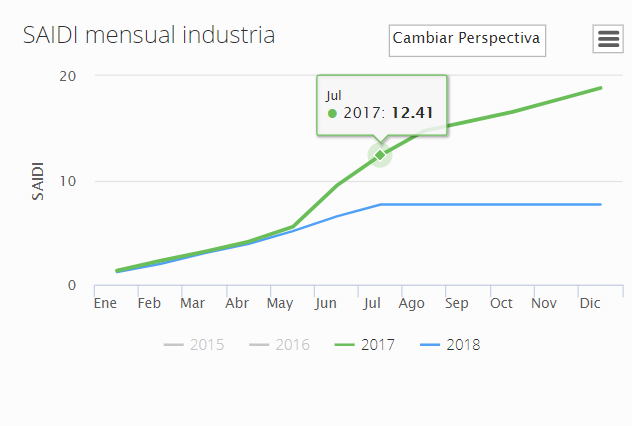 SAIDI mensual industria
Cambiar Perspectiva
20
Jul
2017: 12.41
10
SAIDI
0
Ene Feb Mar Abr May Jun Jul Ago Sep Oct Nov Dic
2015 2016 2017 2018